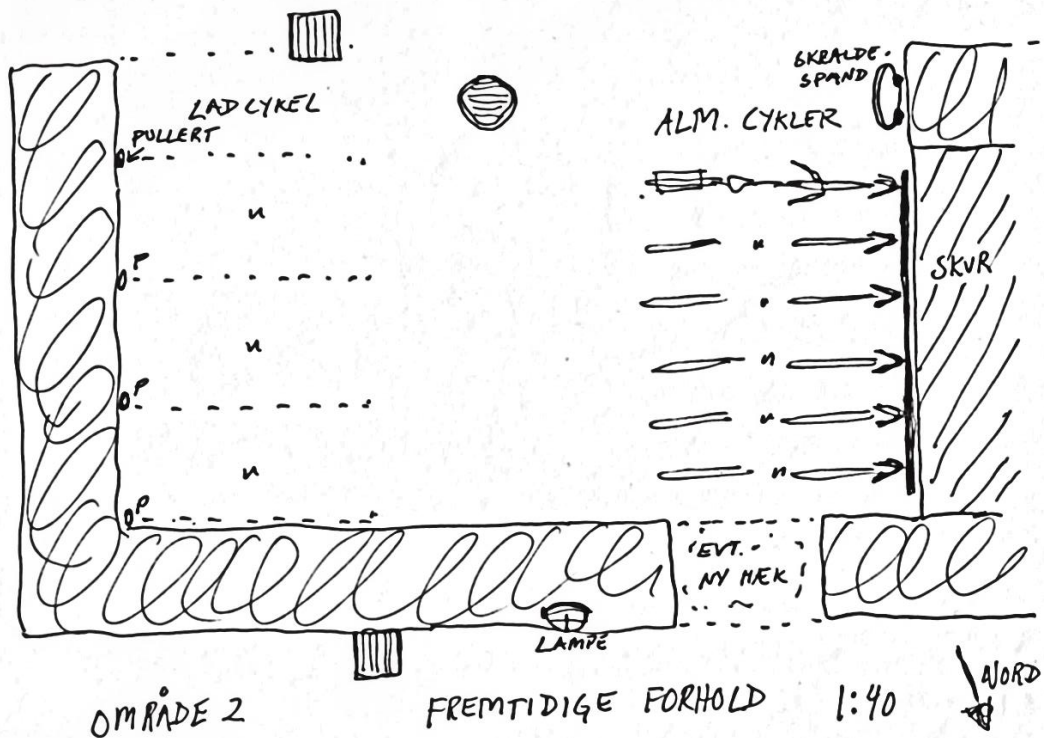 SKRALDE-
SPAND
LADCYKEL
ALM. CYKLER
PULLERT
"
"
P
"
SKUR
"
P
"
"
"
P
"
"
EVT.
NY HÆK
LAMPE
NORD
OMRÅDE 2
FREMTIDIGE FORHOLD
1:40